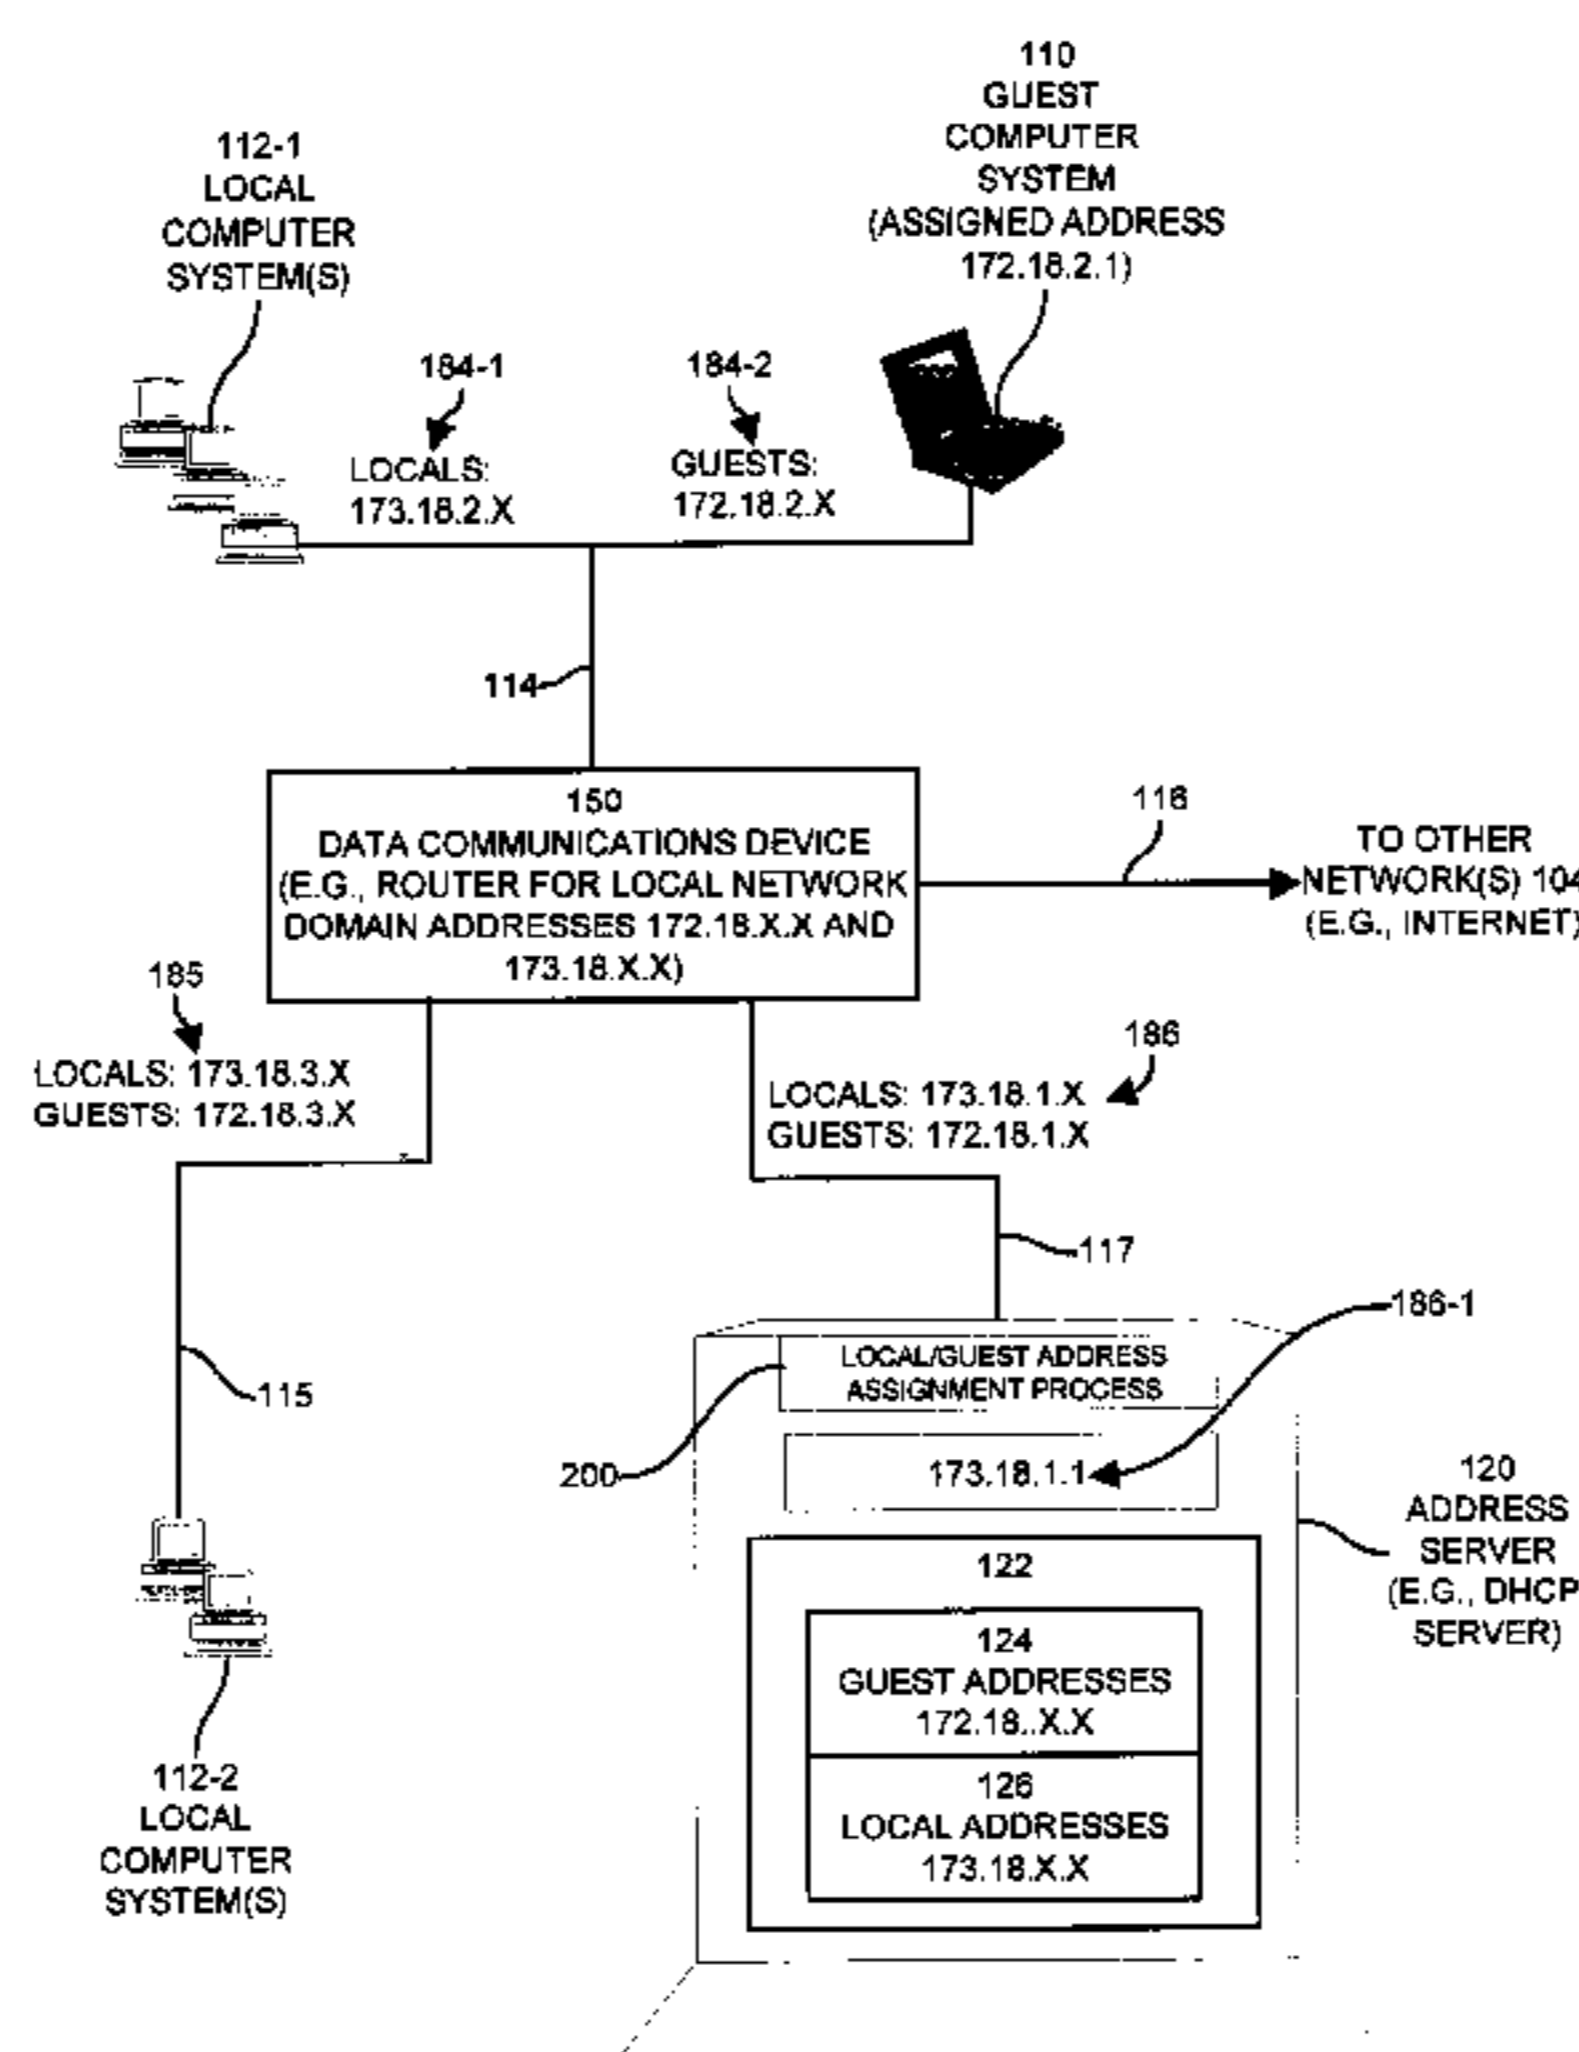 110
GUEST
COMPUTER
SYSTEM
(ASSIGNED ADDRESS
172.18.2.1)
112-1
LOCAL
COMPUTER
SYSTEM(S)
184-1
LOCALS:
173.18.2.X
184-2
GUESTS:
172.18.2.X
114
150
DATA COMMUNICATIONS DEVICE
(E.G., ROUTER FOR LOCAL NETWORK
DOMAIN ADDRESSES 172.18.X.X AND
173.18.X.X)
116
TO OTHER
NETWORK(S) 104
(E.G., INTERNET)
185
LOCALS: 173.18.3.X
GUESTS: 172.18.3.X
186
LOCALS: 173.18.1.X
GUESTS: 172.18.1.X
117
115
186-1
LOCAL/GUEST ADDRESS
ASSIGNMENT PROCESS
200
173.18.1.1
120
ADDRESS
SERVER
(E.G., DHCP
SERVER)
122
124
GUEST ADDRESSES
172.18..X.X
126
LOCAL ADDRESSES
173.18.X.X
112-2
LOCAL
COMPUTER
SYSTEM(S)